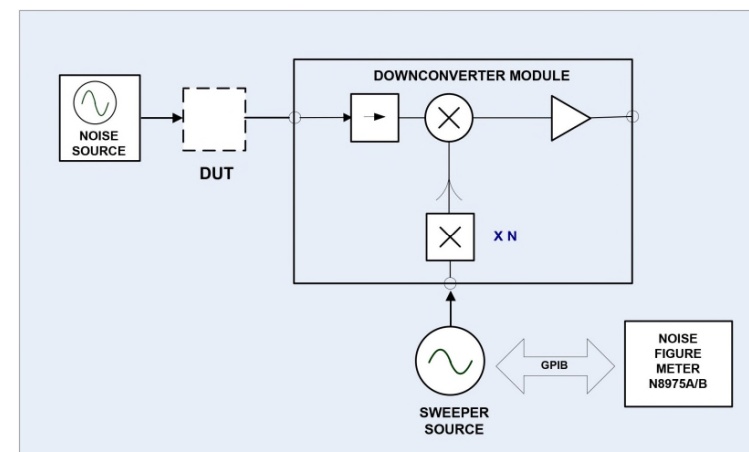 DOWNCONVERTER MODULE
NOISE
SOURCE
DUT
X N
NOISE
FIGURE
METER
N8975A/B
GPIB
SWEEPER
SOURCE